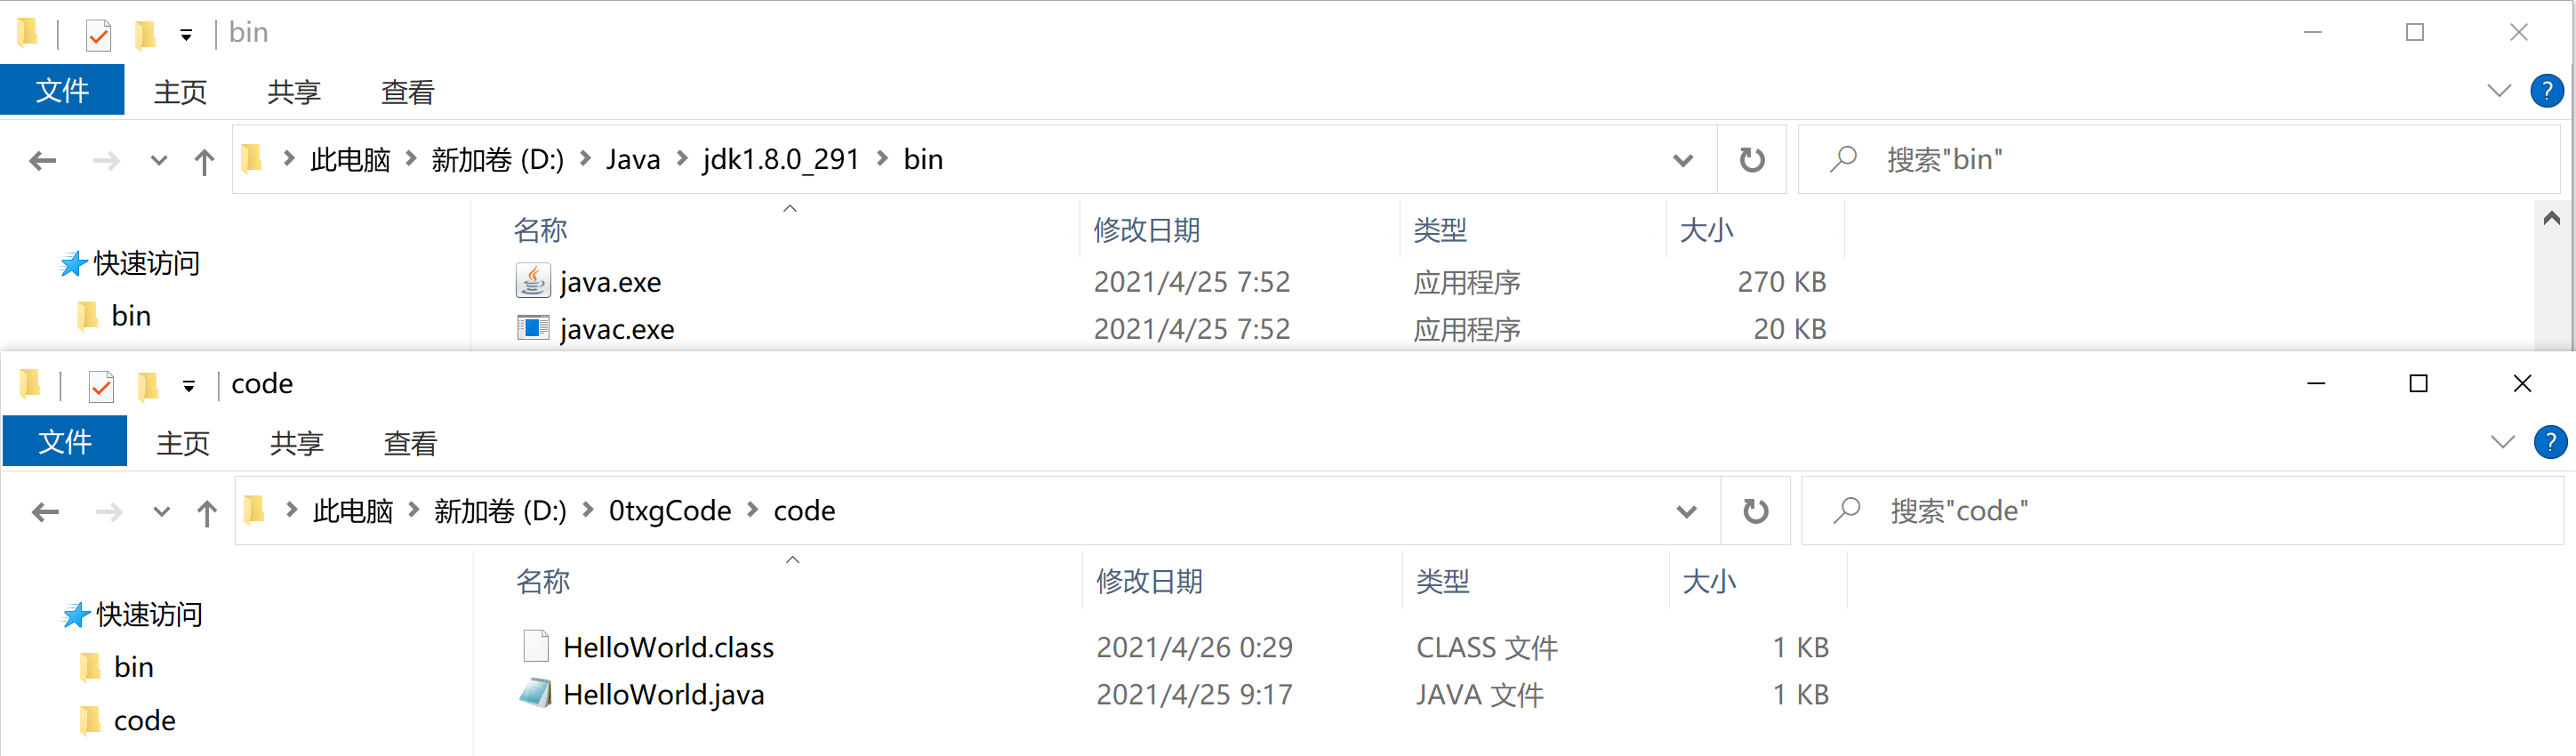 bin
文件 主页 共享 查看
此电脑 新加卷 (D:) Java jdk1.8.0_291 bin 搜索"bin"
名称 修改日期 类型 大小
快速访问
java.exe 2021/4/25 7:52 应用程序 270 KB
bin
javac.exe 2021/4/25 7:52 应用程序 20 KB
code
文件 主页 共享 查看
此电脑 新加卷 (D:) 0txgCode code 搜索"code"
名称 修改日期 类型 大小
快速访问
HelloWorld.class 2021/4/26 0:29 CLASS 文件 1 KB
bin
HelloWorld.java 2021/4/25 9:17 JAVA 文件 1 KB
code